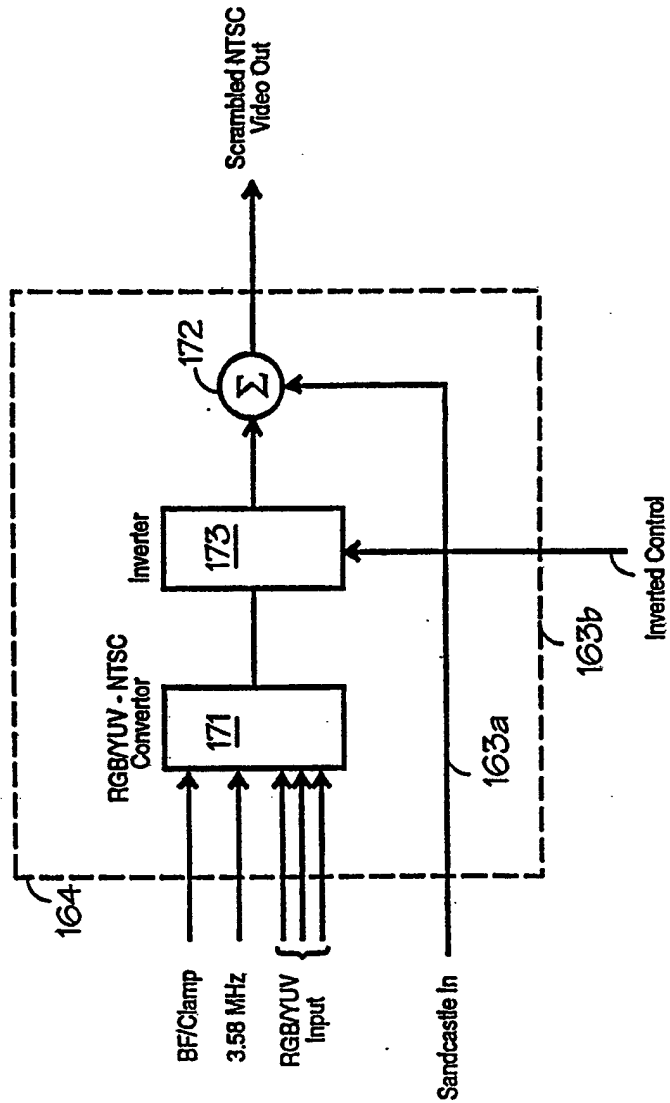 164
BF/Clamp
3.58 MHz
RGB/YUV
Input
Sandcastle In
RGB/YUV - NTSC
Convertor
171
Inverter
173
172
Σ
Scrambled NTSC
Video Out
163a
163b
Inverted Control